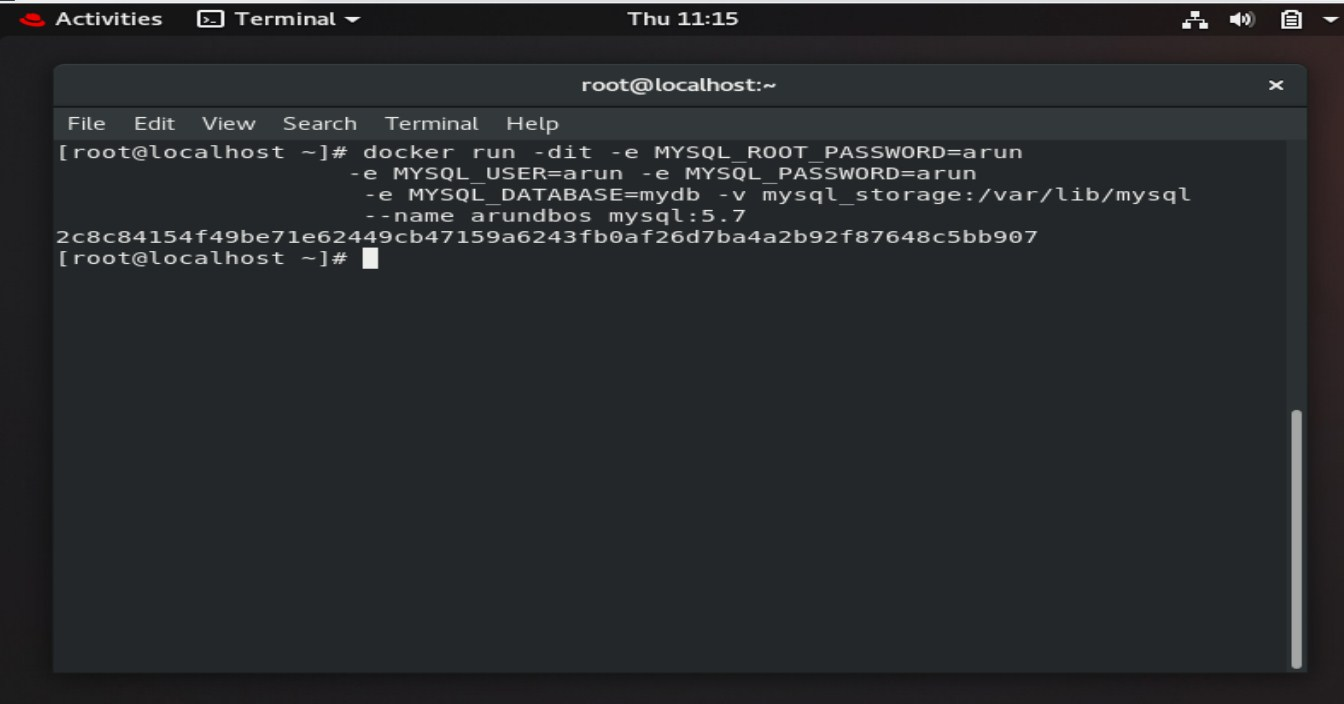 Activities Terminal Thu 11:15
root@localhost:~ ×
File Edit View Search Terminal Help
[root@localhost ~]# docker run -dit -e MYSQL_ROOT_PASSWORD=arun
-e MYSQL_USER=arun -e MYSQL_PASSWORD=arun
-e MYSQL_DATABASE=mydb -v mysql_storage:/var/lib/mysql
--name arundbos mysql:5.7
2c8c84154f49be71e62449cb47159a6243fb0af26d7ba4a2b92f87648c5bb907
[root@localhost ~]#